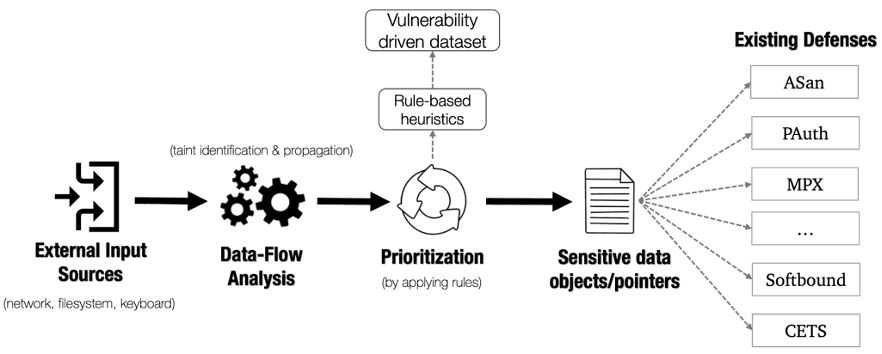 Vulnerability
driven dataset
Rule-based
heuristics
(taint identification & propagation)
External Input
Sources
(network, filesystem, keyboard)
Data-Flow
Analysis
Prioritization
(by applying rules)
Sensitive data
objects/pointers
Existing Defenses
ASan
PAuth
MPX
...
Softbound
CETS